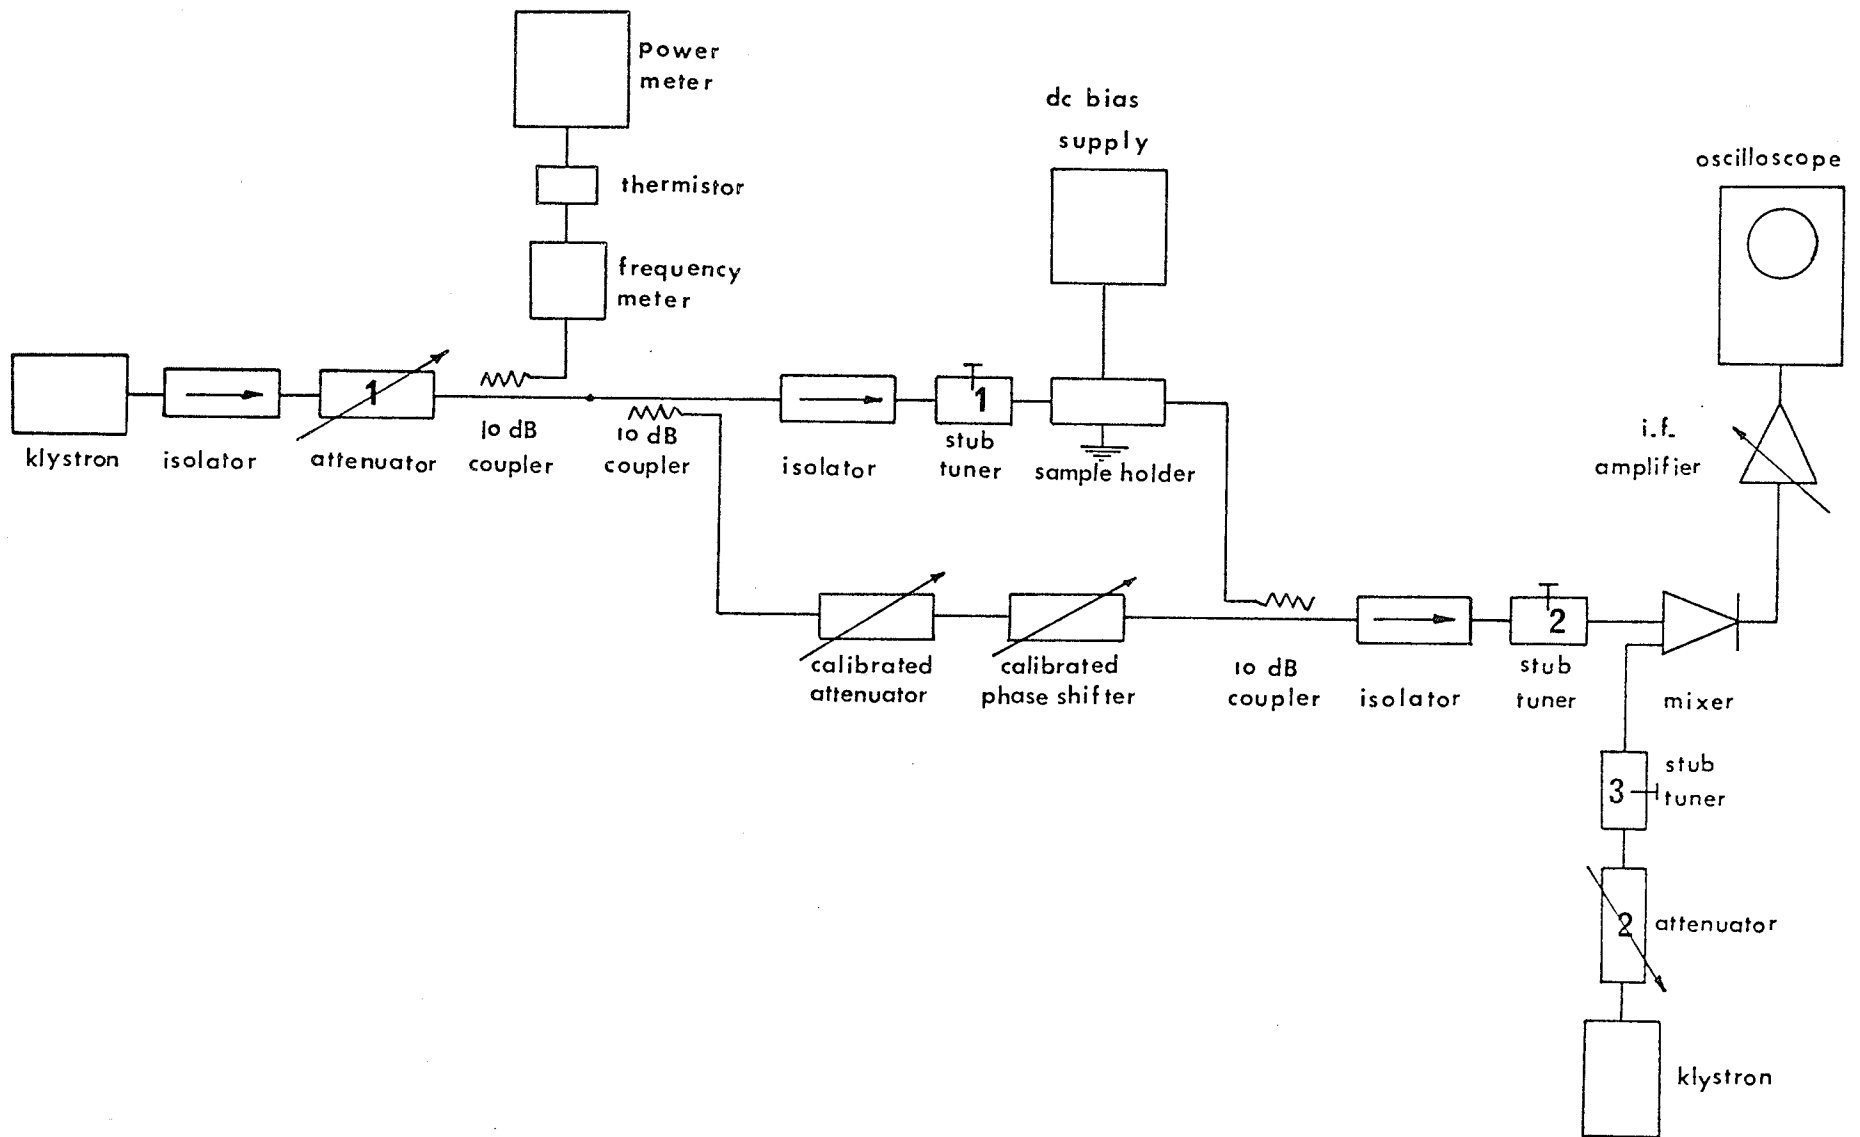 power
meter
thermistor
frequency
meter
dc bias
supply
oscilloscope
klystron
isolator
1
attenuator
10 dB
coupler
10 dB
coupler
isolator
1
stub
tuner
sample holder
i.f.
amplifier
calibrated
attenuator
calibrated
phase shifter
10 dB
coupler
isolator
2
stub
tuner
mixer
3
stub
tuner
2
attenuator
klystron